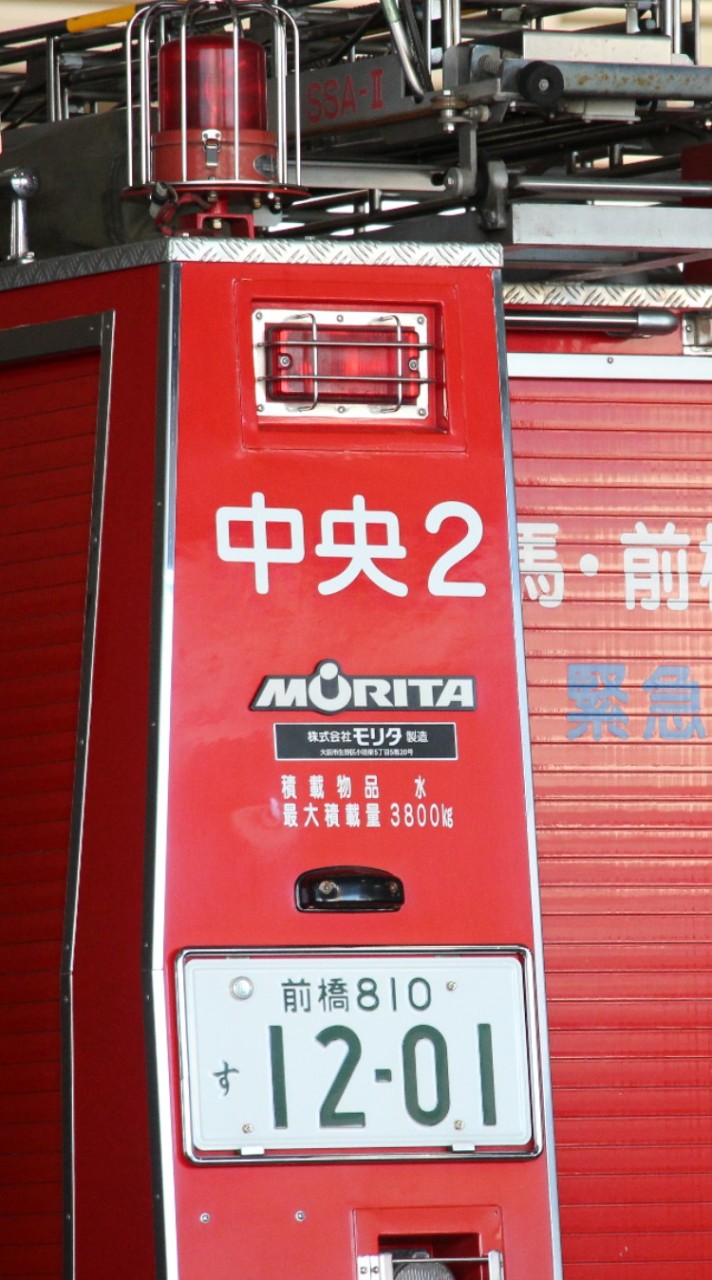 SSA-Ⅱ
中央2
馬・前橋
緊急
MORITA
株式会社モリタ製造
積載物品 水
最大積載量 3800㎏
前橋810
す 12-01